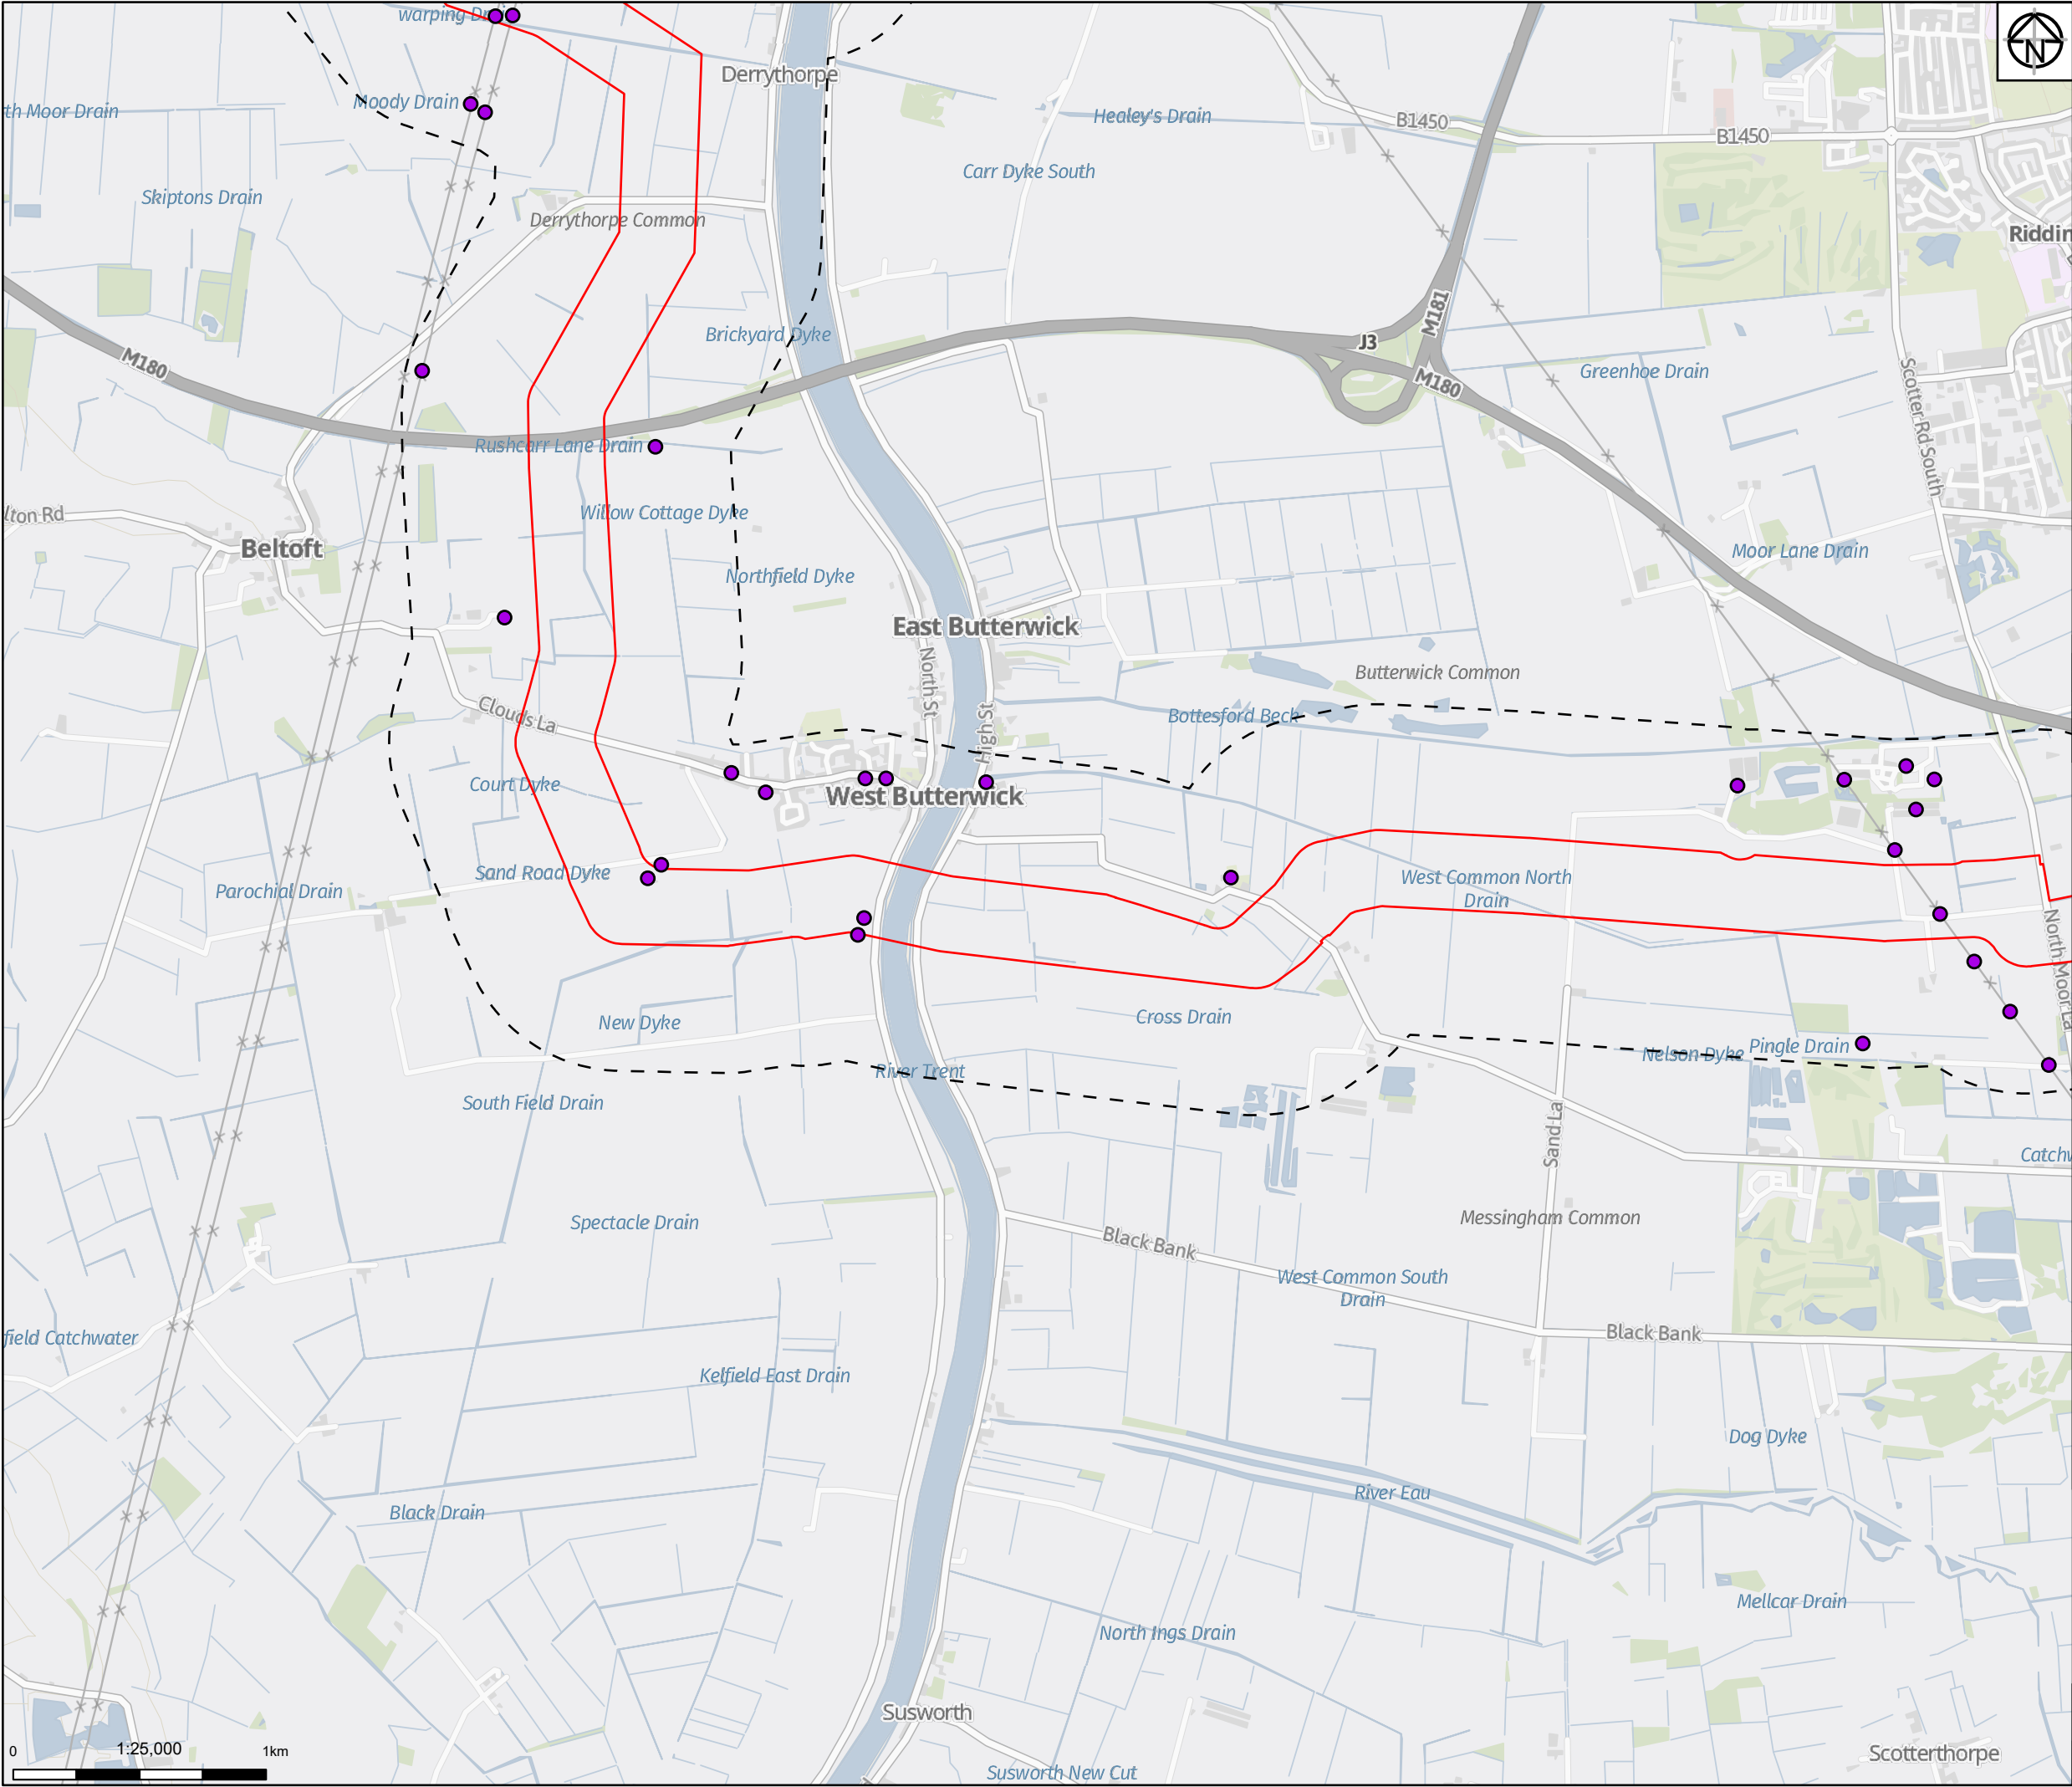 warping Dr
N
Derrythorpe
Moody Drain
th Moor Drain
Healey's Drain
B1450
B1450
Carr Dyke South
Skiptons Drain
Derrythorpe Common
Riddin
M181
Brickyard Dyke
J3
M180
M180
Greenhoe Drain
Scotter Rd South
Rushcarr Lane Drain
lton Rd
Willow Cottage Dyke
Beltoft
Moor Lane Drain
Northfield Dyke
East Butterwick
North St
Butterwick Common
Clouds La
Bottesford Beck
High St
Court Dyke
West Butterwick
Sand Road Dyke
Parochial Drain
West Common North
Drain
North Moor La
New Dyke
Cross Drain
Nelson Dyke
Pingle Drain
River Trent
South Field Drain
Sand La
Catchw
Spectacle Drain
Messingham Common
Black Bank
West Common South
Drain
Black Bank
field Catchwater
Kelfield East Drain
Dog Dyke
River Eau
Black Drain
Mellcar Drain
North Ings Drain
Susworth
Scotterthorpe
Susworth New Cut
0 1:25,000 1km